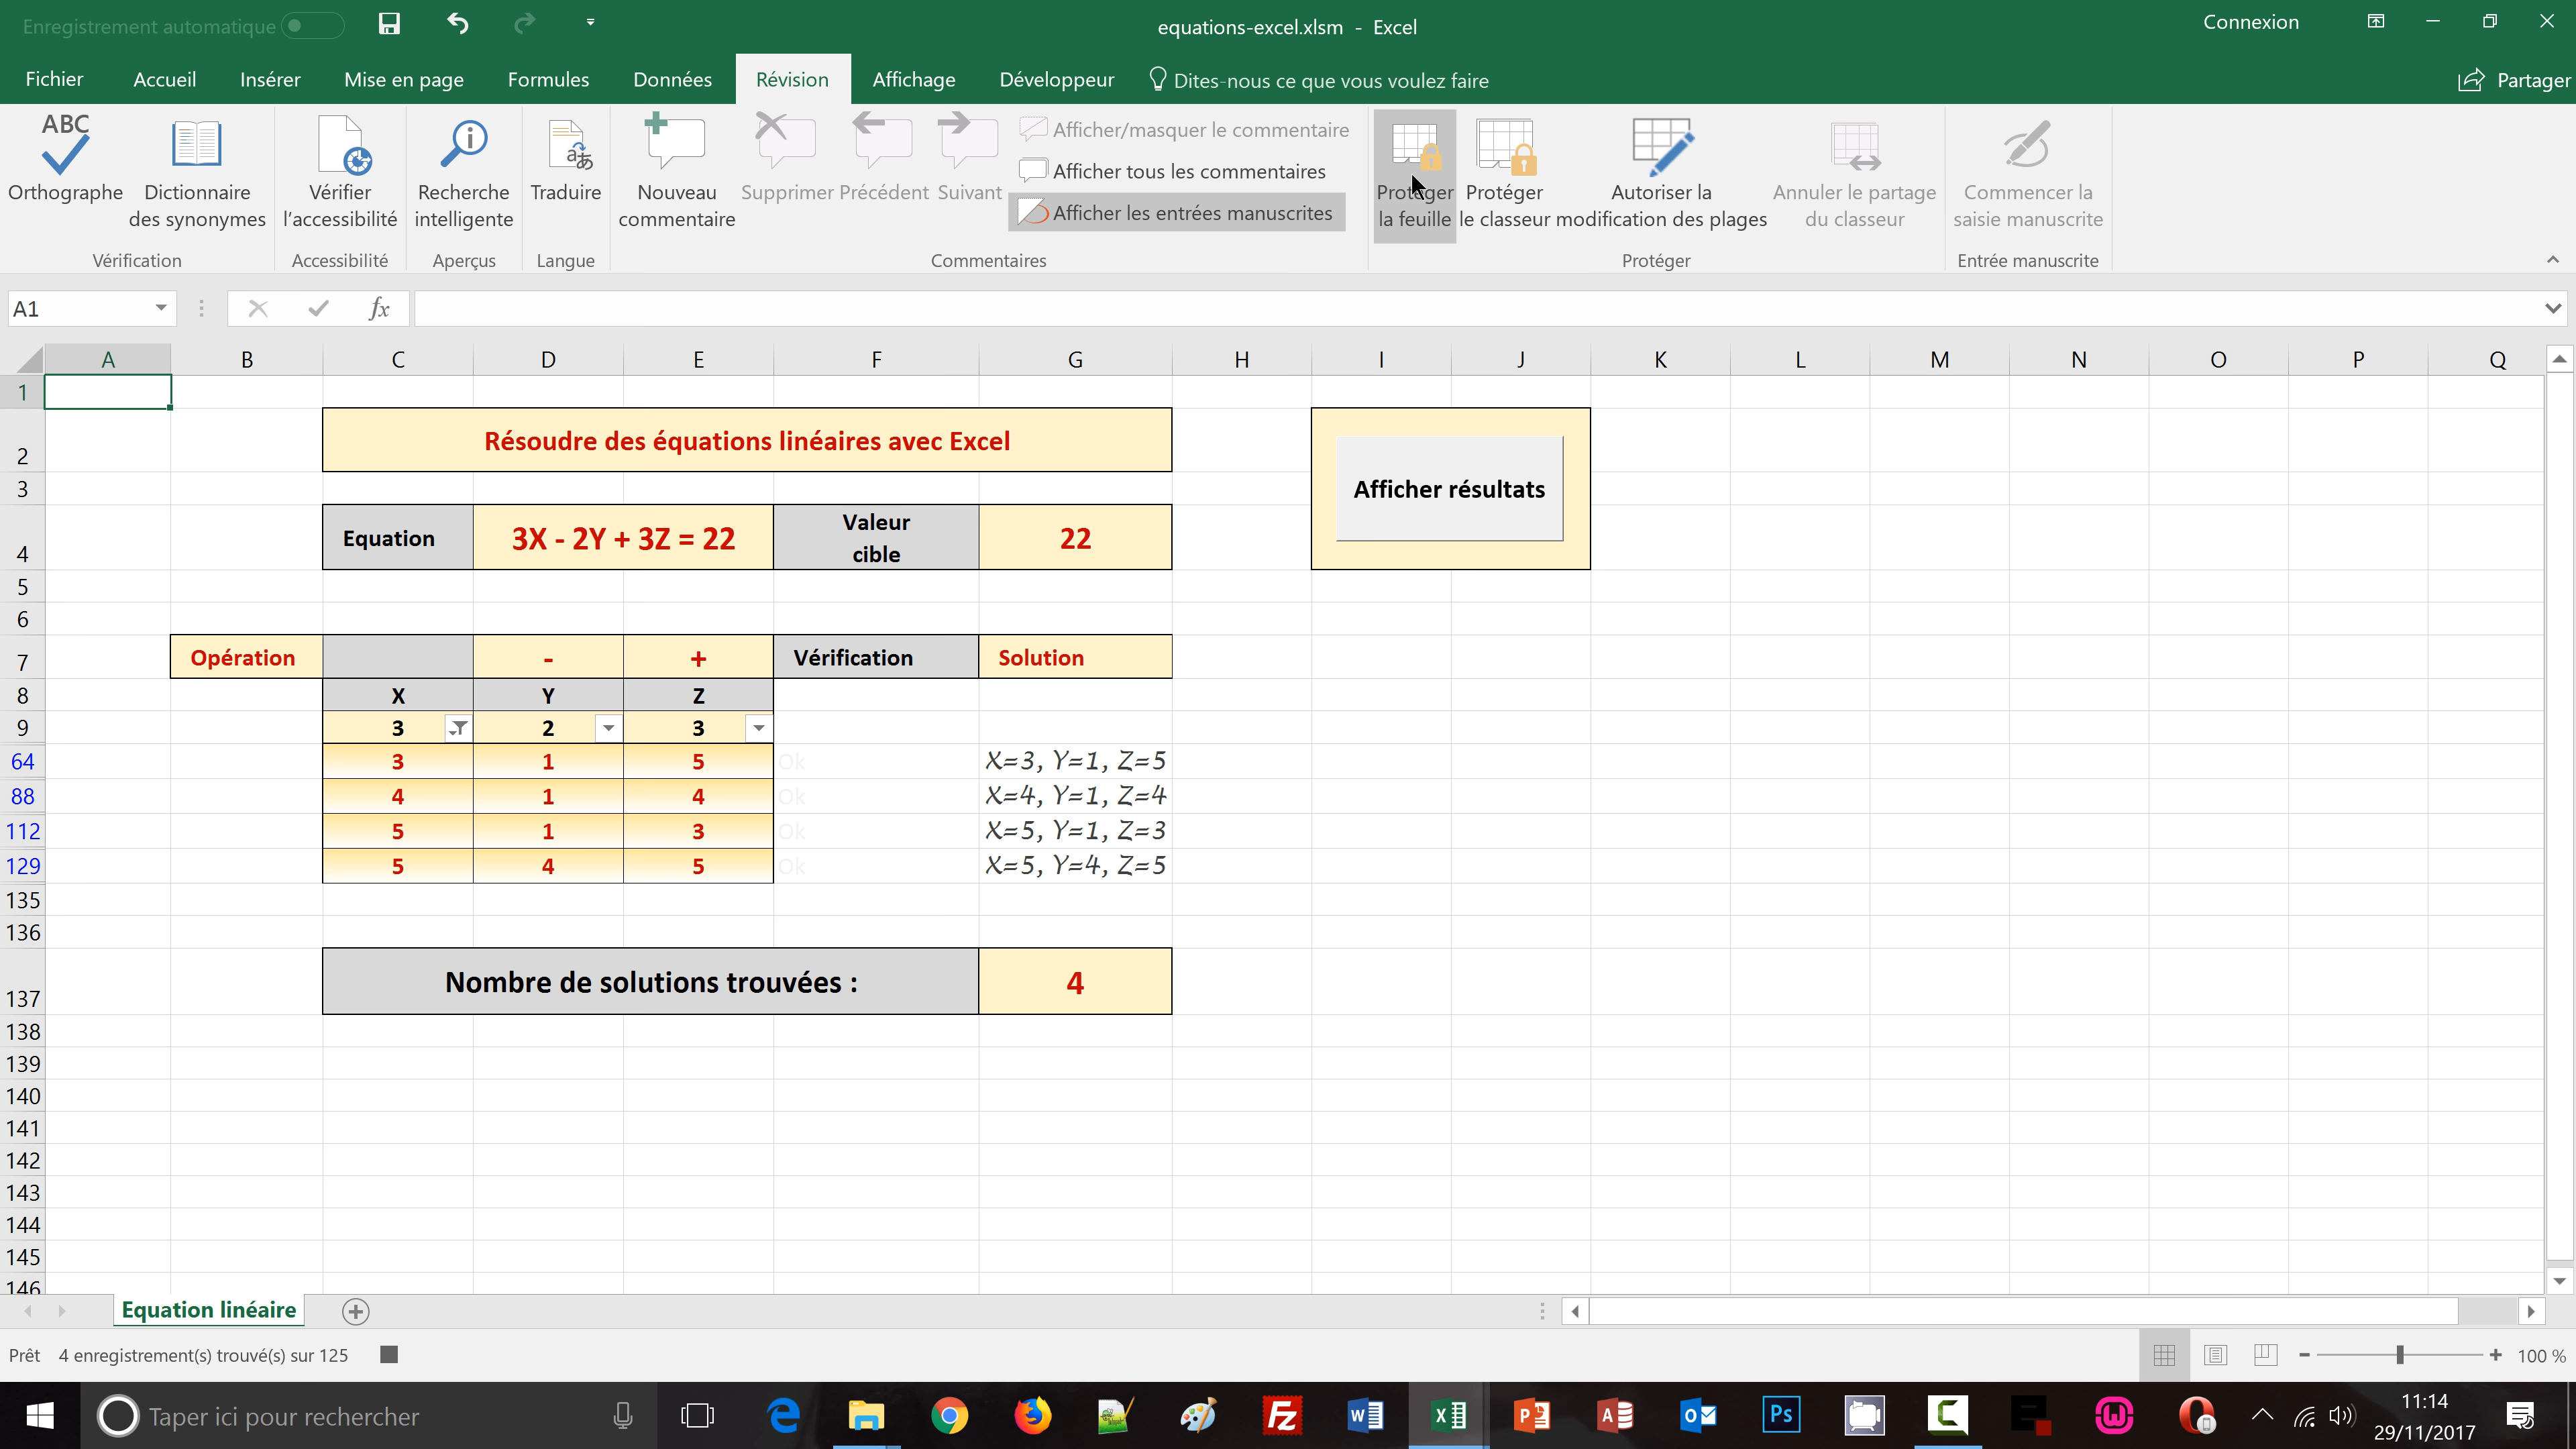 Enregistrement automatique
equations-excel.xlsm - Excel
Connexion
Fichier Accueil Insérer Mise en page Formules Données Révision Affichage Développeur Dites-nous ce que vous voulez faire Partager
ABC
Orthographe
Dictionnaire
des synonymes
Vérification
Vérifier
l'accessibilité
Accessibilité
Recherche
intelligente
Aperçus
Traduire
Langue
Nouveau
commentaire
Supprimer Précédent Suivant
Afficher/masquer le commentaire
Afficher tous les commentaires
Afficher les entrées manuscrites
Commentaires
Protéger
la feuille
Protéger
le classeur
Autoriser la
modification des plages
Annuler le partage
du classeur
Protéger
Commencer la
saisie manuscrite
Entrée manuscrite
A1 fx
A B C D E F G H I J K L M N O P Q
1
2 Résoudre des équations linéaires avec Excel
Afficher résultats
3
4 Equation 3X - 2Y + 3Z = 22 Valeur
cible 22
5
6
7 Opération - + Vérification Solution
8 X Y Z
9 3 2 3
64 3 1 5 Ok X=3, Y=1, Z=5
88 4 1 4 Ok X=4, Y=1, Z=4
112 5 1 3 Ok X=5, Y=1, Z=3
129 5 4 5 Ok X=5, Y=4, Z=5
135
136
137 Nombre de solutions trouvées : 4
138
139
140
141
142
143
144
145
146
Equation linéaire
Prêt 4 enregistrement(s) trouvé(s) sur 125
- + 100 %
Taper ici pour rechercher
11:14
29/11/2017